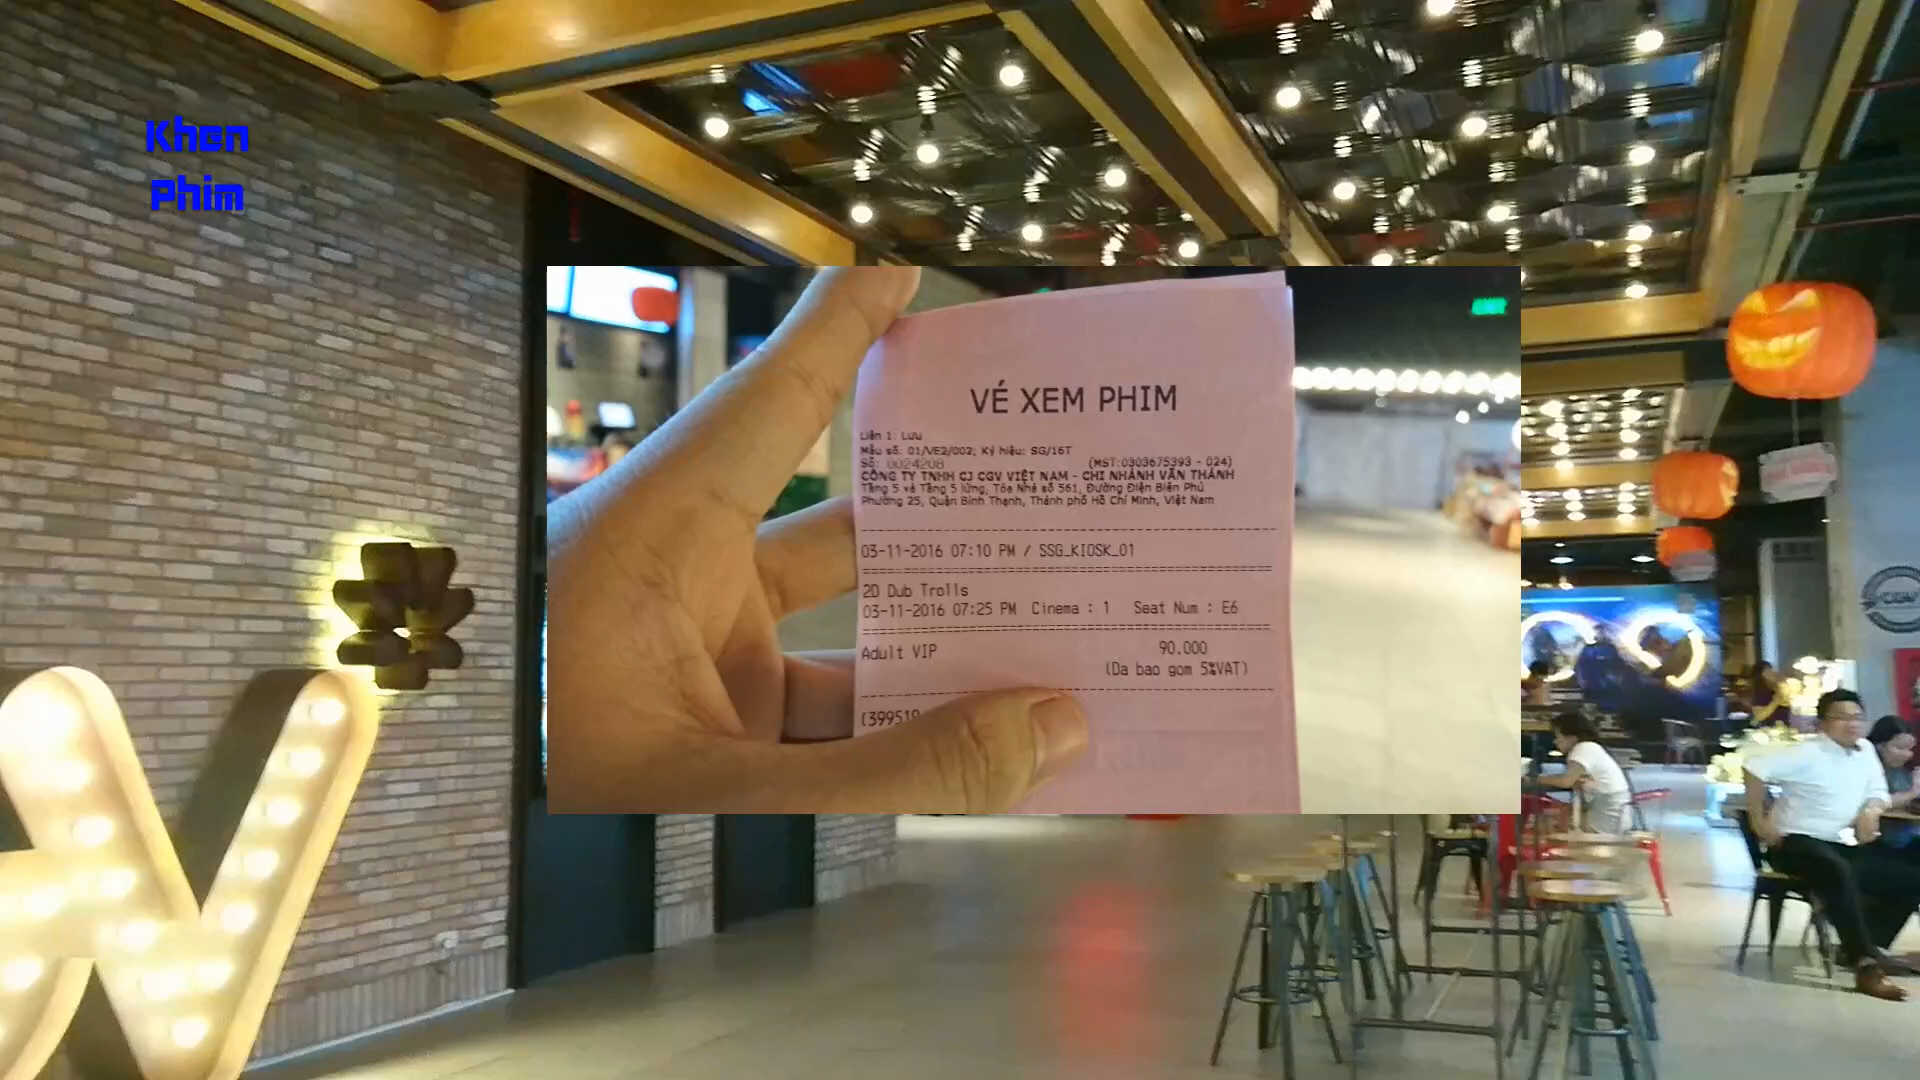 Khen
Phim
VÉ XEM PHIM
Liên 1: Lưu
Mẫu số: 01/VE2/002; Ký hiệu: SG/16T
Số: 0024208 (MST:0303675393 - 024)
CÔNG TY TNHH CJ CGV VIỆT NAM - CHI NHÁNH VĂN THÁNH
Tầng 5 và Tầng 5 lửng, Tòa Nhà số 561, Đường Điện Biên Phủ
Phường 25, Quận Bình Thạnh, Thành phố Hồ Chí Minh, Việt Nam
03-11-2016 07:10 PM / SSG_KIOSK_01
2D Dub Trolls
03-11-2016 07:25 PM Cinema : 1 Seat Num : E6
Adult VIP 90.000
(Da bao gom 5%VAT)
(399519